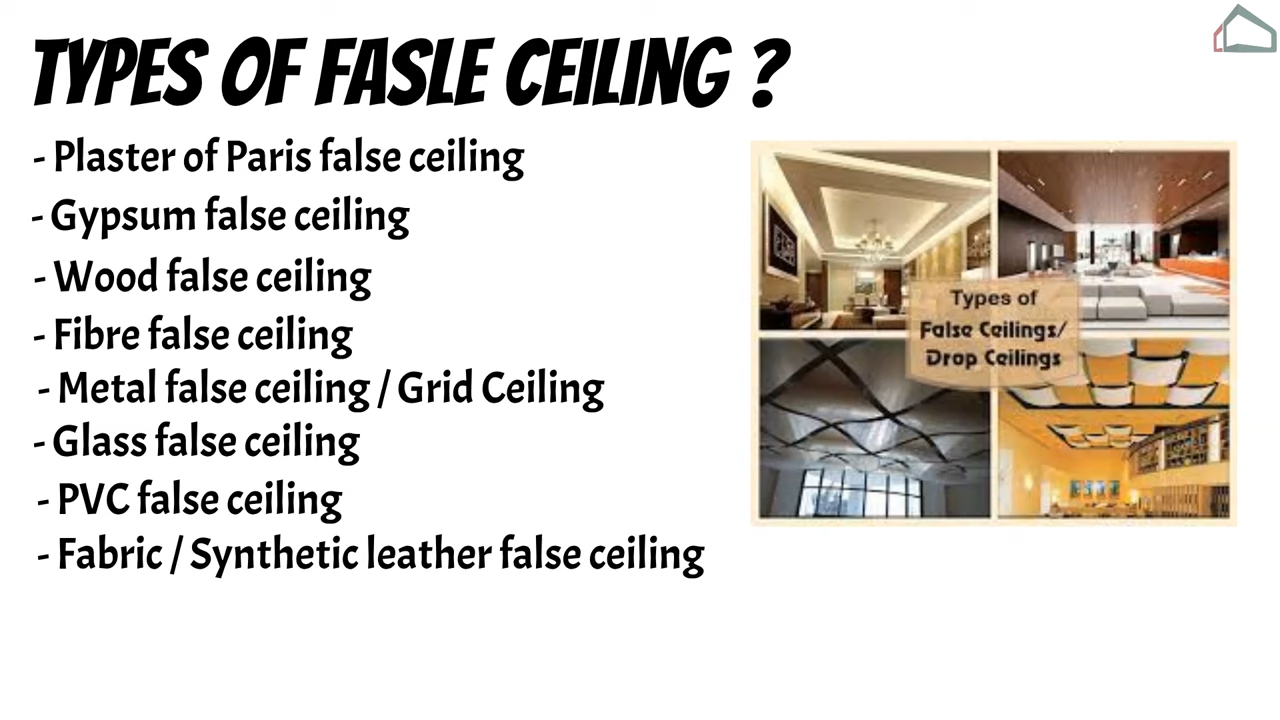 TYPES OF FASLE CEILING ?
- Plaster of Paris false ceiling
- Gypsum false ceiling
- Wood false ceiling
- Fibre false ceiling
- Metal false ceiling / Grid Ceiling
- Glass false ceiling
- PVC false ceiling
- Fabric / Synthetic leather false ceiling
Types of
False Ceilings/
Drop Ceilings